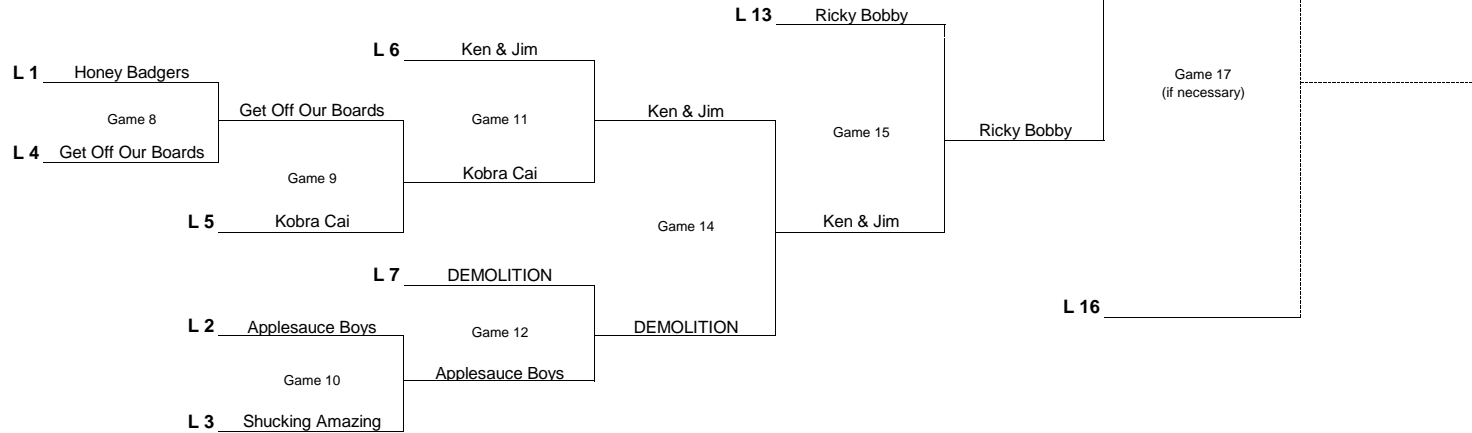 L 13 Ricky Bobby
L 6 Ken & Jim
L 1 Honey Badgers
Game 17
(if necessary)
Game 8
Get Off Our Boards
Game 11
Ken & Jim
Game 15
Ricky Bobby
L 4 Get Off Our Boards
Game 9
Kobra Cai
L 5 Kobra Cai
Game 14
Ken & Jim
L 7 DEMOLITION
L 16
L 2 Applesauce Boys
Game 12
DEMOLITION
Game 10
Applesauce Boys
L 3 Shucking Amazing